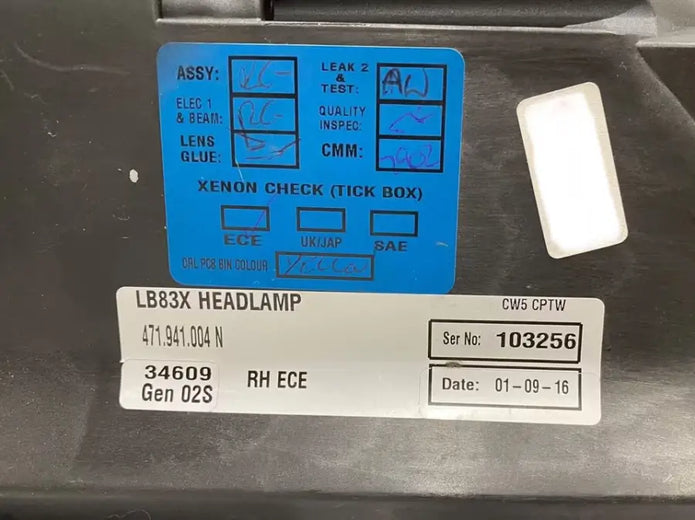 ASSY:
LEAK 2
&
TEST: AW
ELEC 1
& BEAM:
QUALITY
INSPEC:
LENS
GLUE:
CMM:
XENON CHECK (TICK BOX)
ECE UK/JAP SAE
DRL PCB BIN COLOUR YELLOW
LB83X HEADLAMP CW5 CPTW
471.941.004 N
Ser No: 103256
34609
Gen 02S
RH ECE
Date: 01-09-16